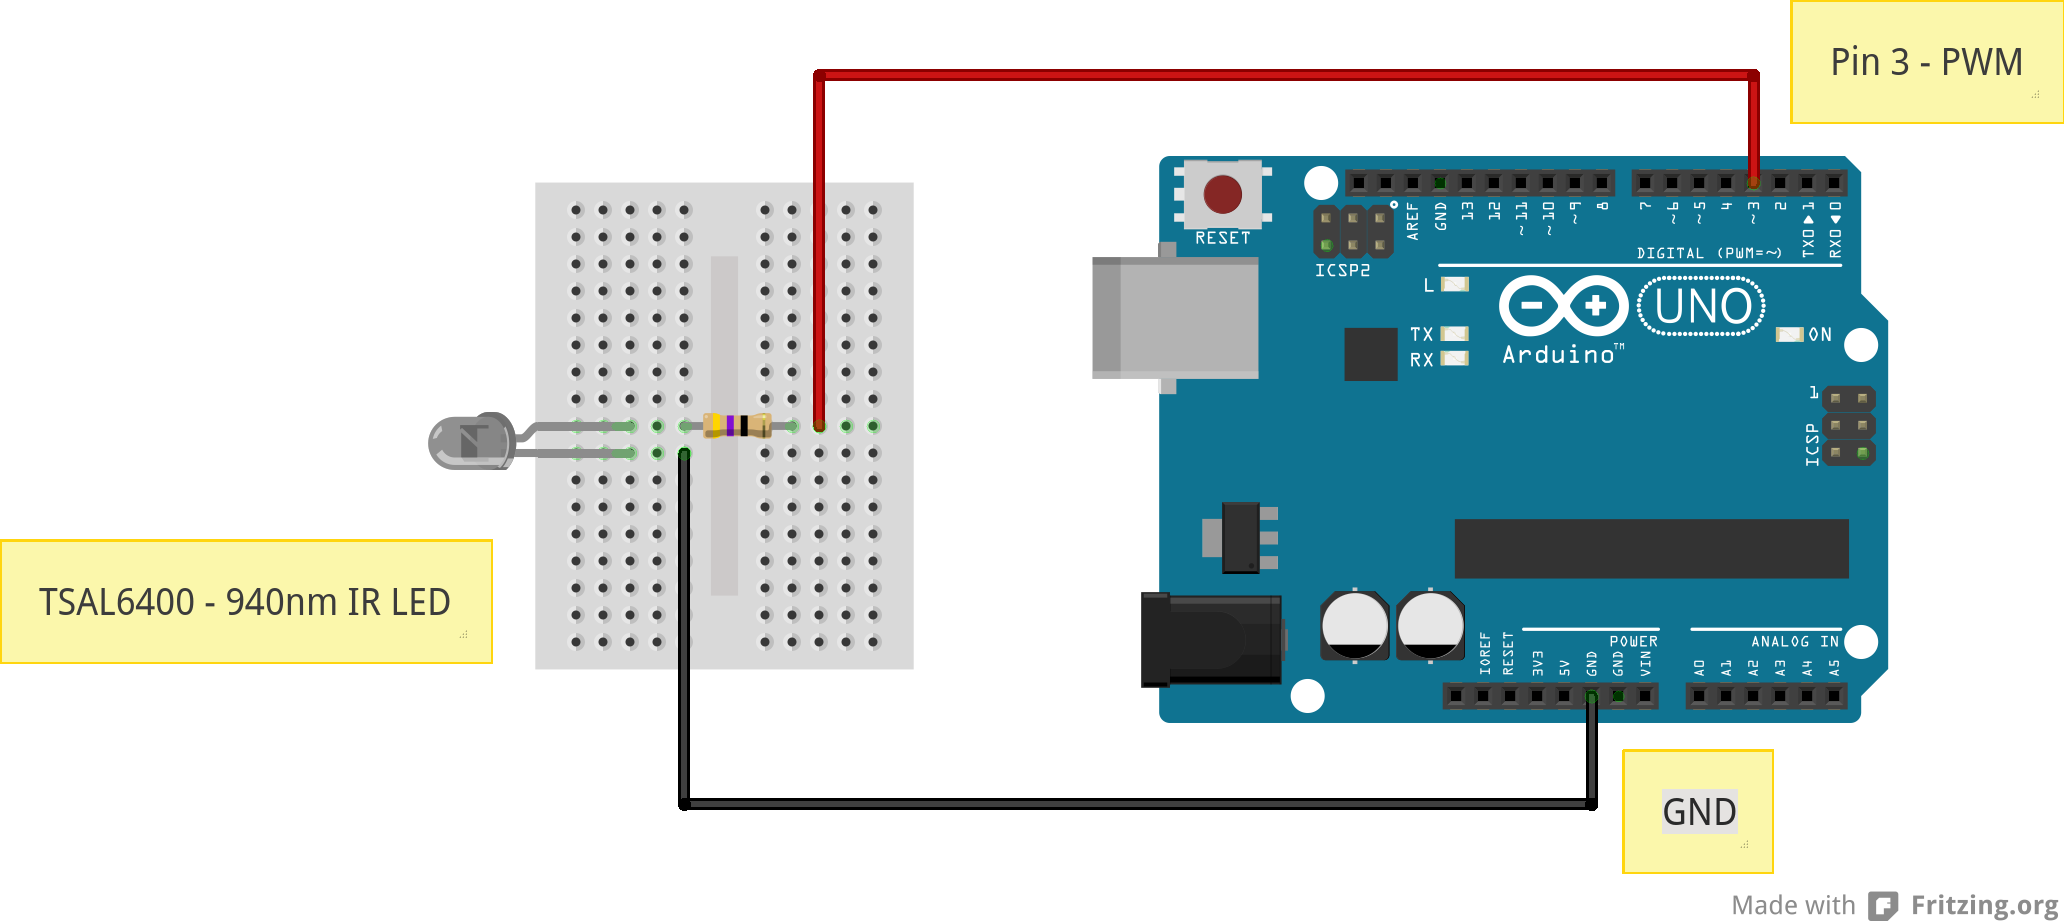 Pin 3 - PWM
RESET
ICSP2
AREF
GND
13
12
~11
~10
~9
8
7
~6
~5
4
~3
2
TX0▶1
RX0◀0
DIGITAL (PWM=~)
L
TX
RX
Arduino™
UNO
ON
1
ICSP
TSAL6400 - 940nm IR LED
IOREF
RESET
3V3
5V
GND
GND
VIN
POWER
ANALOG IN
A0
A1
A2
A3
A4
A5
GND
Made with Fritzing.org